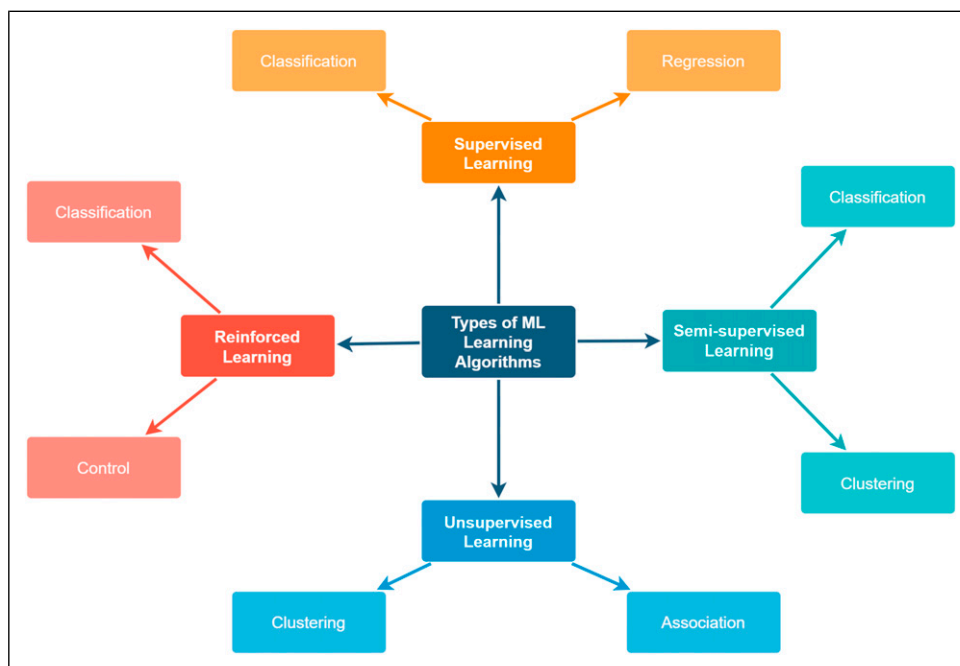 Classification
Regression
Supervised
Learning
Classification
Classification
Types of ML
Learning
Algorithms
Reinforced
Learning
Semi-supervised
Learning
Control
Clustering
Unsupervised
Learning
Clustering
Association